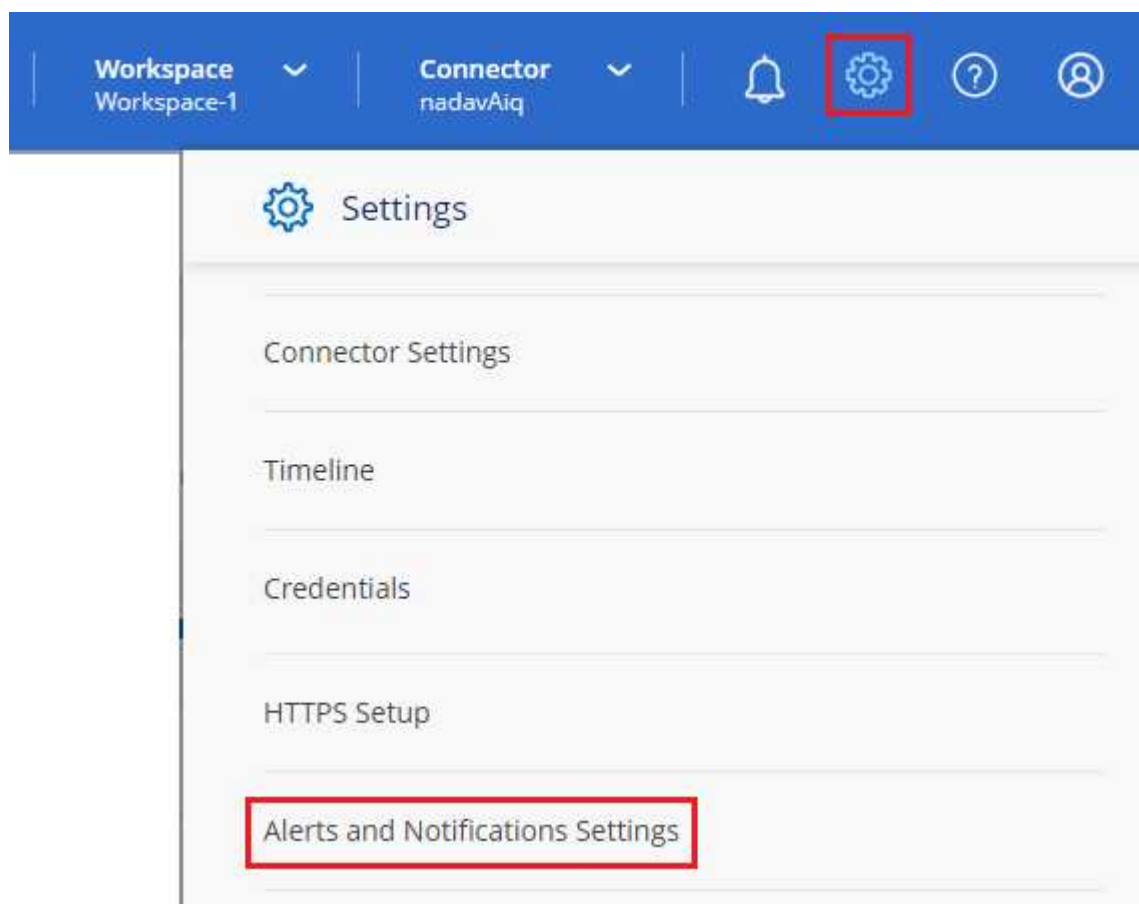 Workspace
Workspace-1
Connector
nadavAiq
Settings
Connector Settings
Timeline
Credentials
HTTPS Setup
Alerts and Notifications Settings